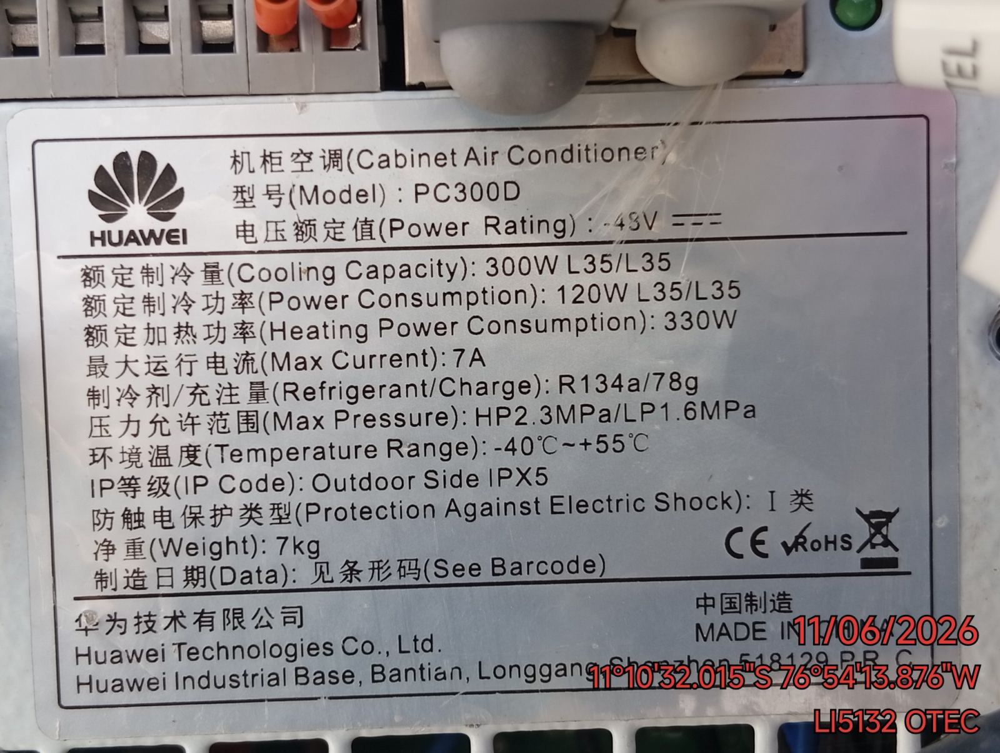 TEL
机柜空调(Cabinet Air Conditioner)
型号(Model) : PC300D
电压额定值(Power Rating) : -48V
HUAWEI
额定制冷量(Cooling Capacity): 300W L35/L35
额定制冷功率(Power Consumption): 120W L35/L35
额定加热功率(Heating Power Consumption): 330W
最大运行电流(Max Current): 7A
制冷剂/充注量(Refrigerant/Charge): R134a/78g
压力允许范围(Max Pressure): HP2.3MPa/LP1.6MPa
环境温度(Temperature Range): -40℃~+55℃
IP等级(IP Code): Outdoor Side IPX5
防触电保护类型(Protection Against Electric Shock): I 类
净重(Weight): 7kg
CE RoHS
制造日期(Data): 见条形码(See Barcode)
华为技术有限公司
中国制造
Huawei Technologies Co., Ltd.
MADE IN CHINA
Huawei Industrial Base, Bantian, Longgang Shenzhen 518129 P.R. C
11/06/2026
11°10'32.015"S 76°54'13.876"W
LI5132 OTEC